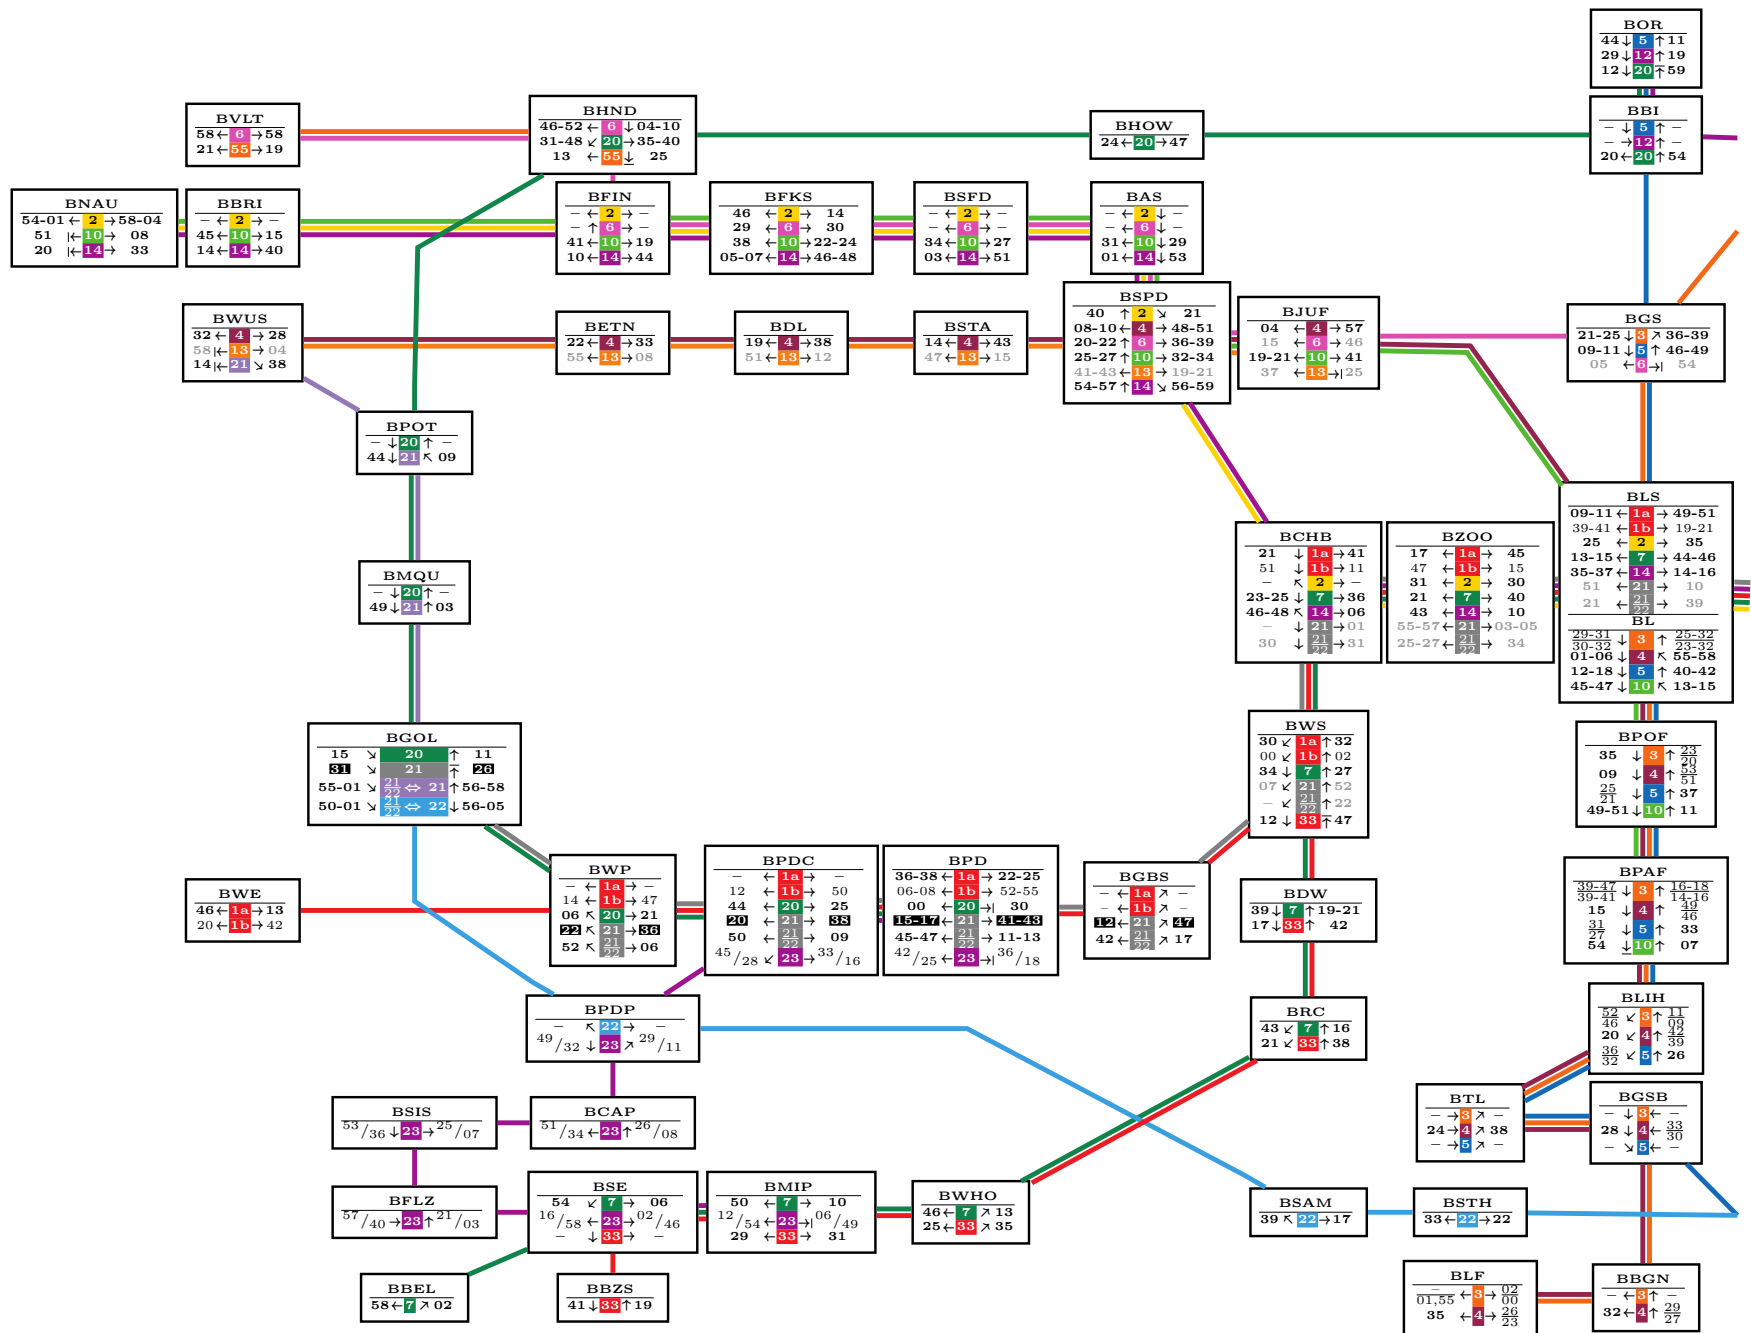 BOR
44 ↓ 5 ↑ 11
29 ↓ 12 ↑ 19
12 ↓ 20 ↑ 59
BBI
– ↓ 5 ↑ –
– → 12 ↑ –
20 ← 20 ↑ 54
BVLT
58 ← 6 → 58
21 ← 55 → 19
BHND
46-52 ← 6 ↓ 04-10
31-48 ↙ 20 → 35-40
13 ← 55 ↓ 25
BHOW
24 ← 20 → 47
BNAU
54-01 ← 2 → 58-04
51 |← 10 → 08
20 |← 14 → 33
BBRI
– ← 2 → –
45 ← 10 → 15
14 ← 14 → 40
BFIN
– ← 2 → –
– ↑ 6 → –
41 ← 10 → 19
10 ← 14 → 44
BFKS
46 ← 2 → 14
29 ← 6 → 30
38 ← 10 → 22-24
05-07 ← 14 → 46-48
BSFD
– ← 2 → –
– ← 6 → –
34 ← 10 → 27
03 ← 14 → 51
BAS
– ← 2 ↓ –
– ← 6 ↓ –
31 ← 10 ↓ 29
01 ← 14 ↓ 53
BWUS
32 ← 4 → 28
58 |← 13 → 04
14 |← 21 ↘ 38
BETN
22 ← 4 → 33
55 ← 13 → 08
BDL
19 ← 4 → 38
51 ← 13 → 12
BSTA
14 ← 4 → 43
47 ← 13 → 15
BSPD
40 ↑ 2 ↘ 21
08-10 ← 4 → 48-51
20-22 ↑ 6 → 36-39
25-27 ↑ 10 → 32-34
41-43 ← 13 → 19-21
54-57 ↑ 14 ↘ 56-59
BJUF
04 ← 4 → 57
15 ← 6 → 46
19-21 ← 10 → 41
37 ← 13 →| 25
BGS
21-25 ↓ 3 ↗ 36-39
09-11 ↓ 5 ↑ 46-49
05 ← 6 →| 54
BPOT
– ↓ 20 ↑ –
44 ↓ 21 ↖ 09
BMQU
– ↓ 20 ↑ –
49 ↓ 21 ↑ 03
BCHB
21 ↓ 1a → 41
51 ↓ 1b → 11
– ↖ 2 → –
23-25 ↓ 7 → 36
46-48 ↖ 14 → 06
– ↓ 21 → 01
30 ↓ 21/22 → 31
BZOO
17 ← 1a → 45
47 ← 1b → 15
31 ← 2 → 30
21 ← 7 → 40
43 ← 14 → 10
55-57 ← 21 → 03-05
25-27 ← 21/22 → 34
BLS
09-11 ← 1a → 49-51
39-41 ← 1b → 19-21
25 ← 2 → 35
13-15 ← 7 → 44-46
35-37 ← 14 → 14-16
51 ← 21 → 10
21 ← 21/22 → 39
BL
29-31/30-32 ↓ 3 ↑ 25-32/23-32
01-06 ↓ 4 ↖ 55-58
12-18 ↓ 5 ↑ 40-42
45-47 ↓ 10 ↖ 13-15
BGOL
15 ↘ 20 ↑ 11
31 ↘ 21 ↑ 26
55-01 ↘ 21/22 ⇔ 21 ↑ 56-58
50-01 ↘ 21/22 ⇔ 22 ↓ 56-05
BWS
30 ↙ 1a ↑ 32
00 ↙ 1b ↑ 02
34 ↓ 7 ↑ 27
07 ↙ 21 ↑ 52
– ↙ 21/22 ↑ 22
12 ↓ 33 ↑ 47
BPOF
35 ↓ 3 ↑ 23/20
09 ↓ 4 ↑ 53/51
25/21 ↓ 5 ↑ 37
49-51 ↓ 10 ↑ 11
BWE
46 ← 1a → 13
20 ← 1b → 42
BWP
– ← 1a → –
14 ← 1b → 47
06 ↖ 20 → 21
22 ↖ 21 → 36
52 ↖ 21/22 → 06
BPDC
– ← 1a → –
12 ← 1b → 50
44 ← 20 → 25
20 ← 21 → 38
50 ← 21/22 → 09
45/28 ↙ 23 → 33/16
BPD
36-38 ← 1a → 22-25
06-08 ← 1b → 52-55
00 ← 20 →| 30
15-17 ← 21 → 41-43
45-47 ← 21/22 → 11-13
42/25 ← 23 →| 36/18
BGBS
– ← 1a ↗ –
– ← 1b ↗ –
12 ← 21 ↗ 47
42 ← 21/22 ↗ 17
BDW
39 ↓ 7 ↑ 19-21
17 ↓ 33 ↑ 42
BPAF
39-47/39-41 ↓ 3 ↑ 16-18/14-16
15 ↓ 4 ↑ 49/46
31/27 ↓ 5 ↑ 33
54 ↓ 10 ↑ 07
BPDP
– ↖ 22 → –
49/32 ↓ 23 ↗ 29/11
BRC
43 ↙ 7 ↑ 16
21 ↙ 33 ↑ 38
BLIH
52/46 ↙ 3 ↑ 11/09
20 ↙ 4 ↑ 42/39
36/32 ↙ 5 ↑ 26
BTL
– → 3 ↗ –
24 → 4 ↗ 38
– → 5 ↗ –
BGSB
– ↓ 3 ← –
28 ↓ 4 ← 33/30
– ↘ 5 ← –
BSIS
53/36 ↓ 23 → 25/07
BCAP
51/34 ← 23 ↑ 26/08
BFLZ
57/40 → 23 ↑ 21/03
BSE
54 ↙ 7 → 06
16/58 ← 23 → 02/46
– ↓ 33 → –
BMIP
50 ← 7 → 10
12/54 ← 23 →| 06/49
29 ← 33 → 31
BWHO
46 ← 7 ↗ 13
25 ← 33 ↗ 35
BSAM
39 ↖ 22 → 17
BSTH
33 ← 22 → 22
BBEL
58 ← 7 ↗ 02
BBZS
41 ↓ 33 ↑ 19
BLF
–/01,55 ← 3 → 02/00
35 ← 4 → 26/23
BBGN
– ← 3 ↑ –
32 ← 4 ↑ 29/27